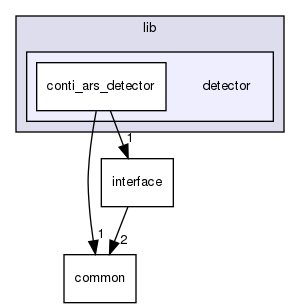 lib
conti_ars_detector
detector
1
interface
1
2
common